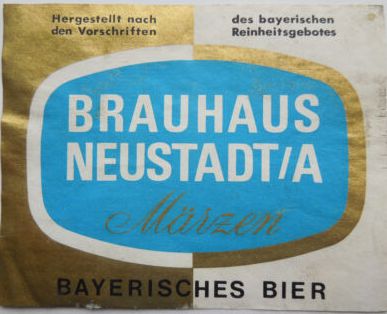 Hergestellt nach des bayerischen
den Vorschriften Reinheitsgebotes
BRAUHAUS
NEUSTADT/A
Märzen
BAYERISCHES BIER